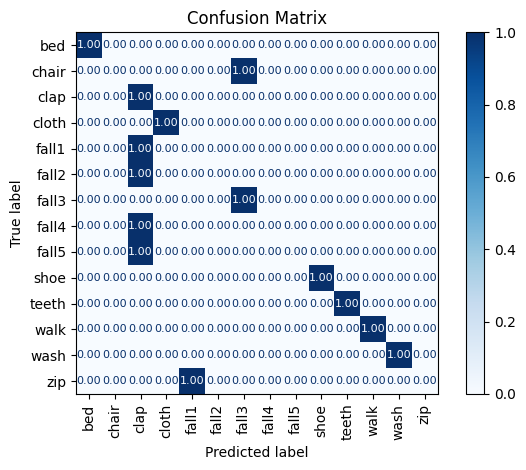 Confusion Matrix
True label
bed 1.00 0.00 0.00 0.00 0.00 0.00 0.00 0.00 0.00 0.00 0.00 0.00 0.00 0.00
chair 0.00 0.00 0.00 0.00 0.00 0.00 1.00 0.00 0.00 0.00 0.00 0.00 0.00 0.00
clap 0.00 0.00 1.00 0.00 0.00 0.00 0.00 0.00 0.00 0.00 0.00 0.00 0.00 0.00
cloth 0.00 0.00 0.00 1.00 0.00 0.00 0.00 0.00 0.00 0.00 0.00 0.00 0.00 0.00
fall1 0.00 0.00 1.00 0.00 0.00 0.00 0.00 0.00 0.00 0.00 0.00 0.00 0.00 0.00
fall2 0.00 0.00 1.00 0.00 0.00 0.00 0.00 0.00 0.00 0.00 0.00 0.00 0.00 0.00
fall3 0.00 0.00 0.00 0.00 0.00 0.00 1.00 0.00 0.00 0.00 0.00 0.00 0.00 0.00
fall4 0.00 0.00 1.00 0.00 0.00 0.00 0.00 0.00 0.00 0.00 0.00 0.00 0.00 0.00
fall5 0.00 0.00 1.00 0.00 0.00 0.00 0.00 0.00 0.00 0.00 0.00 0.00 0.00 0.00
shoe 0.00 0.00 0.00 0.00 0.00 0.00 0.00 0.00 0.00 1.00 0.00 0.00 0.00 0.00
teeth 0.00 0.00 0.00 0.00 0.00 0.00 0.00 0.00 0.00 0.00 1.00 0.00 0.00 0.00
walk 0.00 0.00 0.00 0.00 0.00 0.00 0.00 0.00 0.00 0.00 0.00 1.00 0.00 0.00
wash 0.00 0.00 0.00 0.00 0.00 0.00 0.00 0.00 0.00 0.00 0.00 0.00 1.00 0.00
zip 0.00 0.00 0.00 0.00 1.00 0.00 0.00 0.00 0.00 0.00 0.00 0.00 0.00 0.00
bed chair clap cloth fall1 fall2 fall3 fall4 fall5 shoe teeth walk wash zip
Predicted label
1.0
0.8
0.6
0.4
0.2
0.0